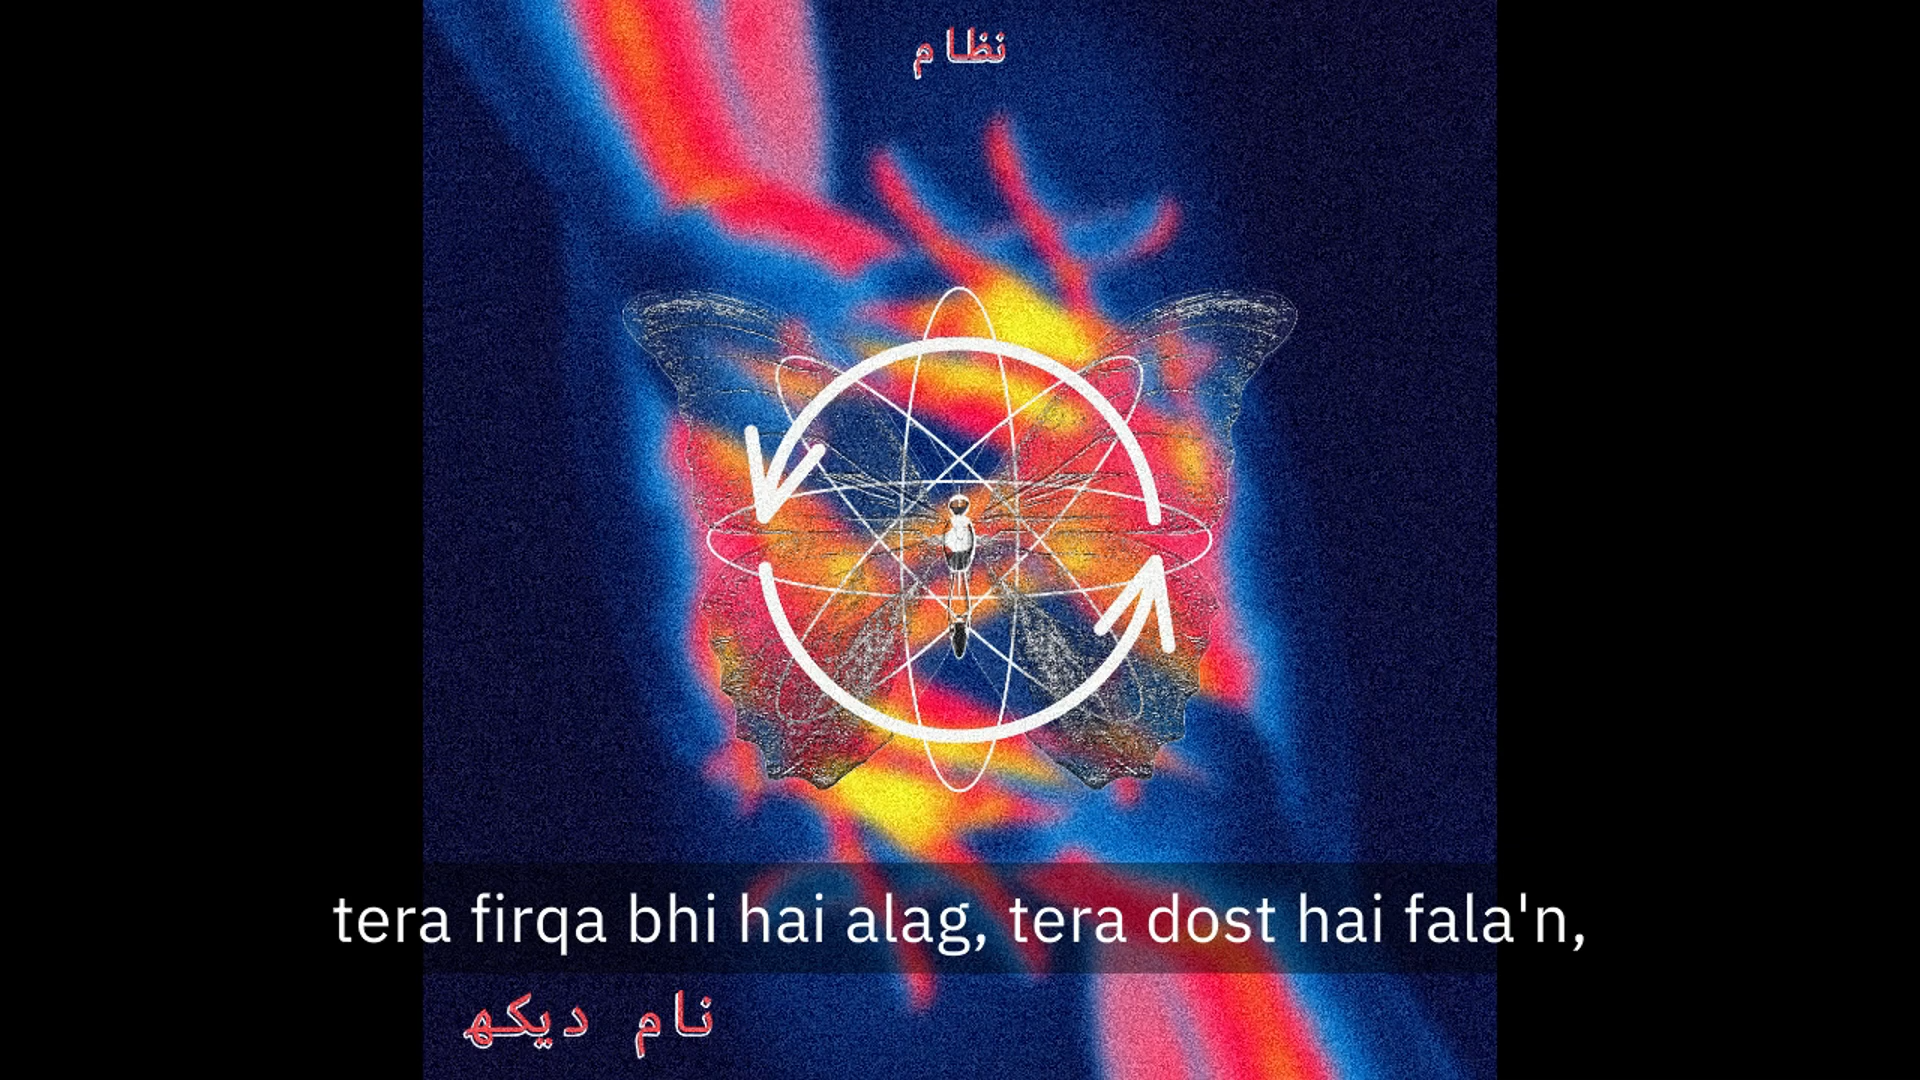 نظام
tera firqa bhi hai alag, tera dost hai fala'n,
نام دیکھ